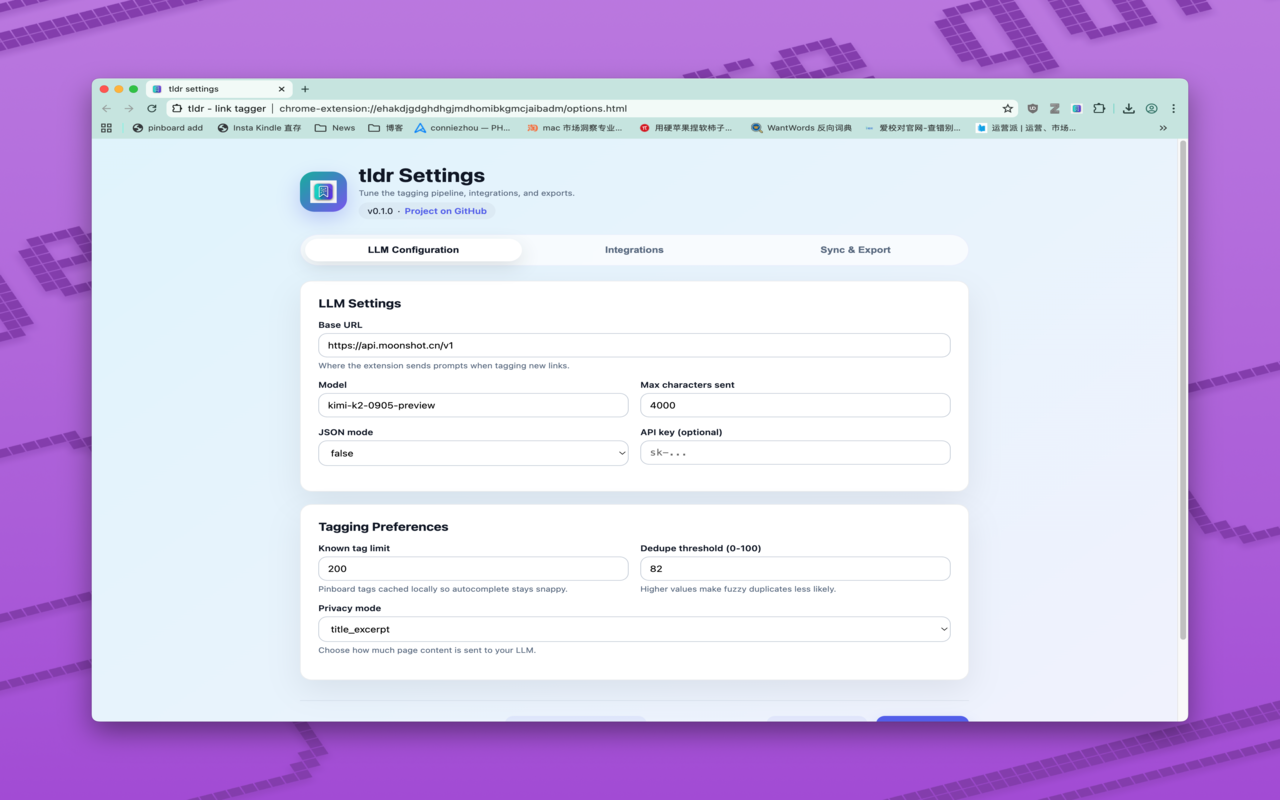 tldr settings
tldr - link tagger | chrome-extension://ehakdjgdghdhgjmdhomibkgmcjaibadm/options.html
pinboard add Insta Kindle 直存 News 博客 conniezhou — PH... mac 市场洞察专业... 用硬苹果捏软柿子... WantWords 反向词典 爱校对官网-查错别... 运营派 | 运营、市场...
tldr Settings
Tune the tagging pipeline, integrations, and exports.
v0.1.0 · Project on GitHub
LLM Configuration Integrations Sync & Export
LLM Settings
Base URL
https://api.moonshot.cn/v1
Where the extension sends prompts when tagging new links.
Model Max characters sent
kimi-k2-0905-preview 4000
JSON mode API key (optional)
false sk-...
Tagging Preferences
Known tag limit Dedupe threshold (0-100)
200 82
Pinboard tags cached locally so autocomplete stays snappy. Higher values make fuzzy duplicates less likely.
Privacy mode
title_excerpt
Choose how much page content is sent to your LLM.